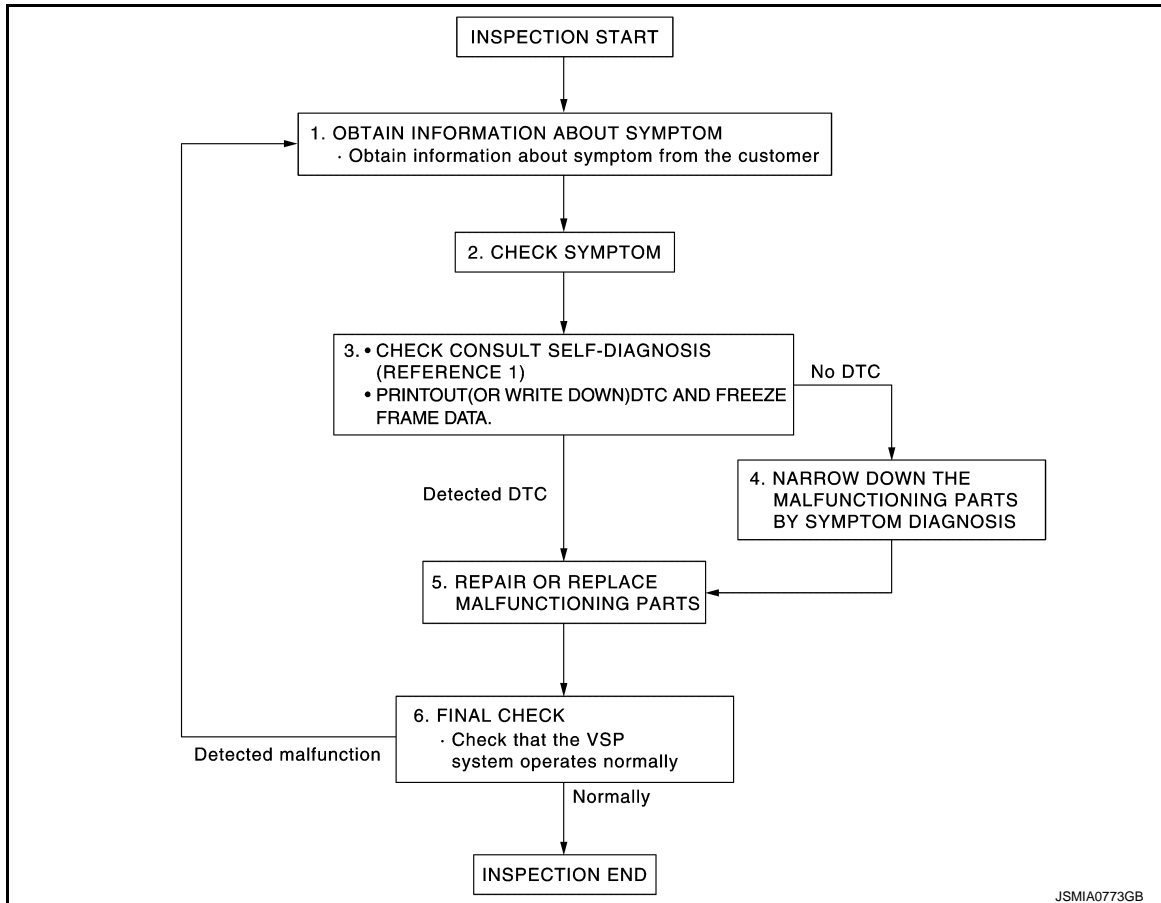 INSPECTION START
1. OBTAIN INFORMATION ABOUT SYMPTOM
· Obtain information about symptom from the customer
2. CHECK SYMPTOM
3. • CHECK CONSULT SELF-DIAGNOSIS
(REFERENCE 1)
• PRINTOUT(OR WRITE DOWN)DTC AND FREEZE
FRAME DATA.
No DTC
Detected DTC
4. NARROW DOWN THE
MALFUNCTIONING PARTS
BY SYMPTOM DIAGNOSIS
5. REPAIR OR REPLACE
MALFUNCTIONING PARTS
6. FINAL CHECK
· Check that the VSP
system operates normally
Detected malfunction
Normally
INSPECTION END
JSMIA0773GB